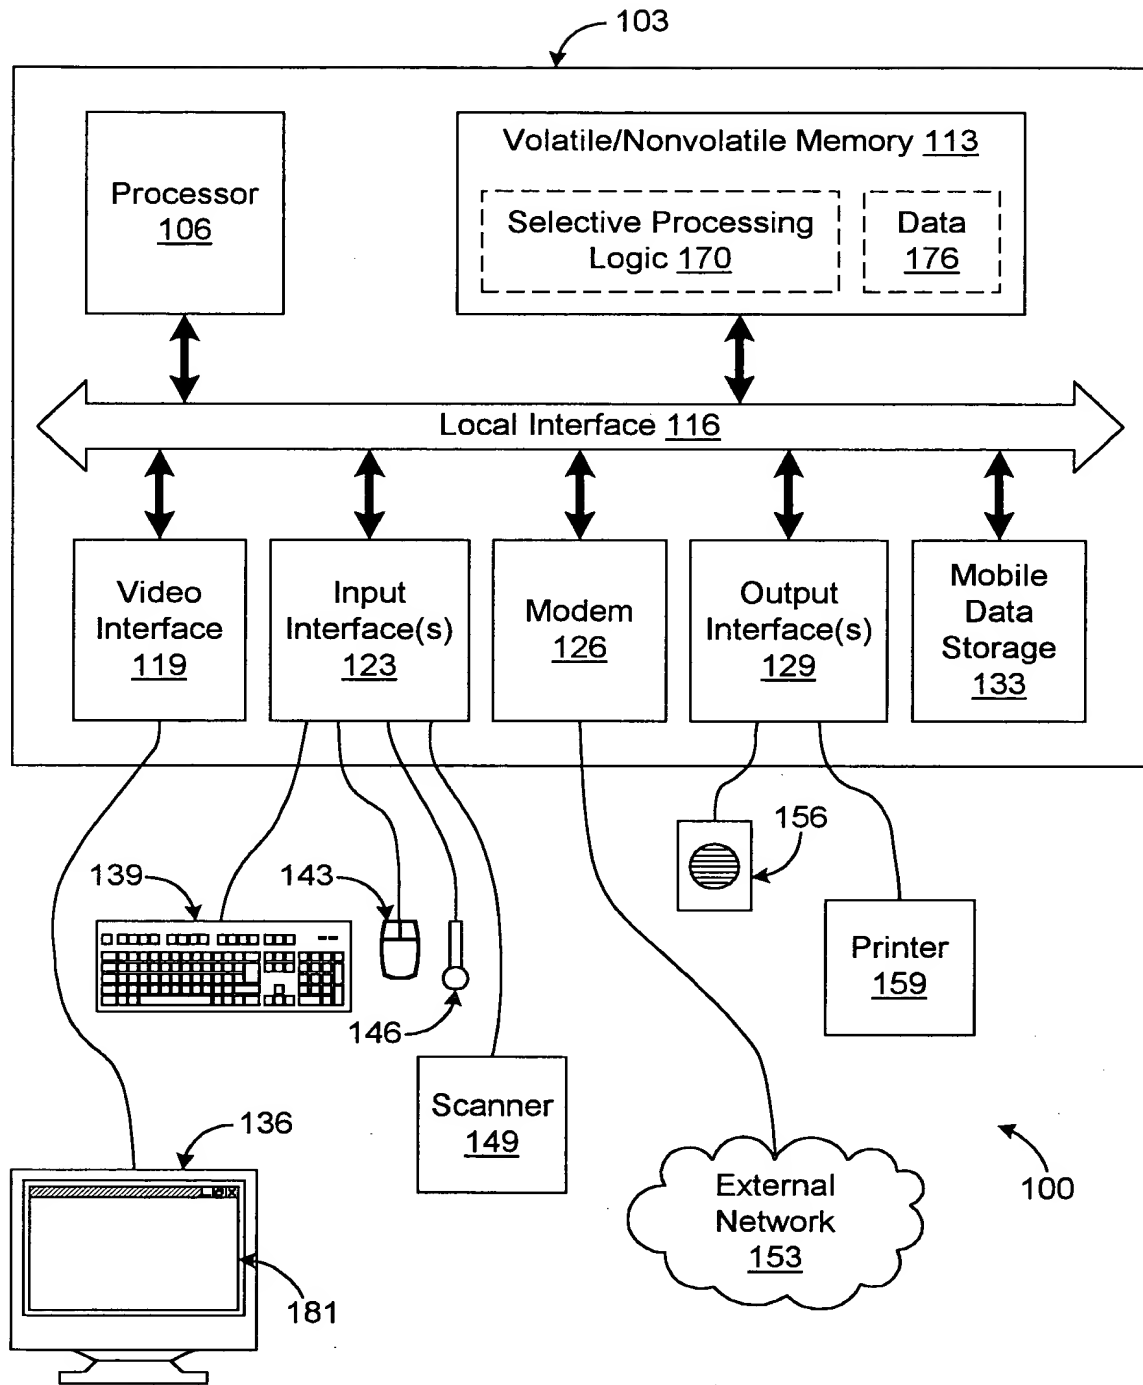 103
Processor
106
Volatile/Nonvolatile Memory 113
Selective Processing
Logic 170
Data
176
Local Interface 116
Video
Interface
119
Input
Interface(s)
123
Modem
126
Output
Interface(s)
129
Mobile
Data
Storage
133
139
143
146
156
Printer
159
Scanner
149
136
181
External
Network
153
100